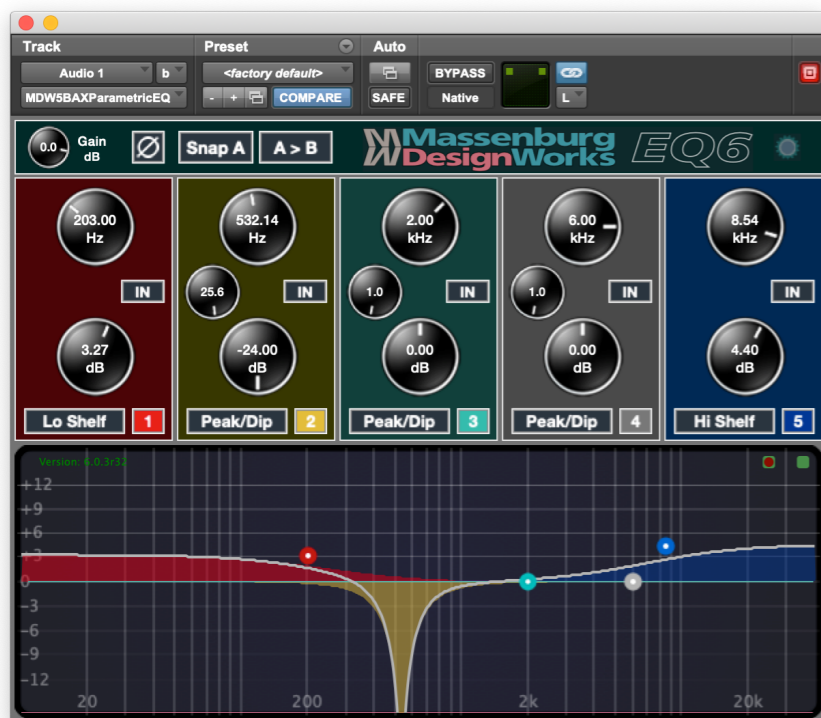 Track Preset Auto
Audio 1 b <factory default> BYPASS
MDW5BAXParametricEQ - + COMPARE SAFE Native L
0.0 Gain dB Ø Snap A A > B Massenburg DesignWorks EQ6
203.00 Hz 532.14 Hz 2.00 kHz 6.00 kHz 8.54 kHz
IN 25.6 IN 1.0 IN 1.0 IN IN
3.27 dB -24.00 dB 0.00 dB 0.00 dB 4.40 dB
Lo Shelf 1 Peak/Dip 2 Peak/Dip 3 Peak/Dip 4 Hi Shelf 5
Version: 6.0.3r32
+12
+9
+6
+3
0
-3
-6
-9
-12
20 200 2k 20k